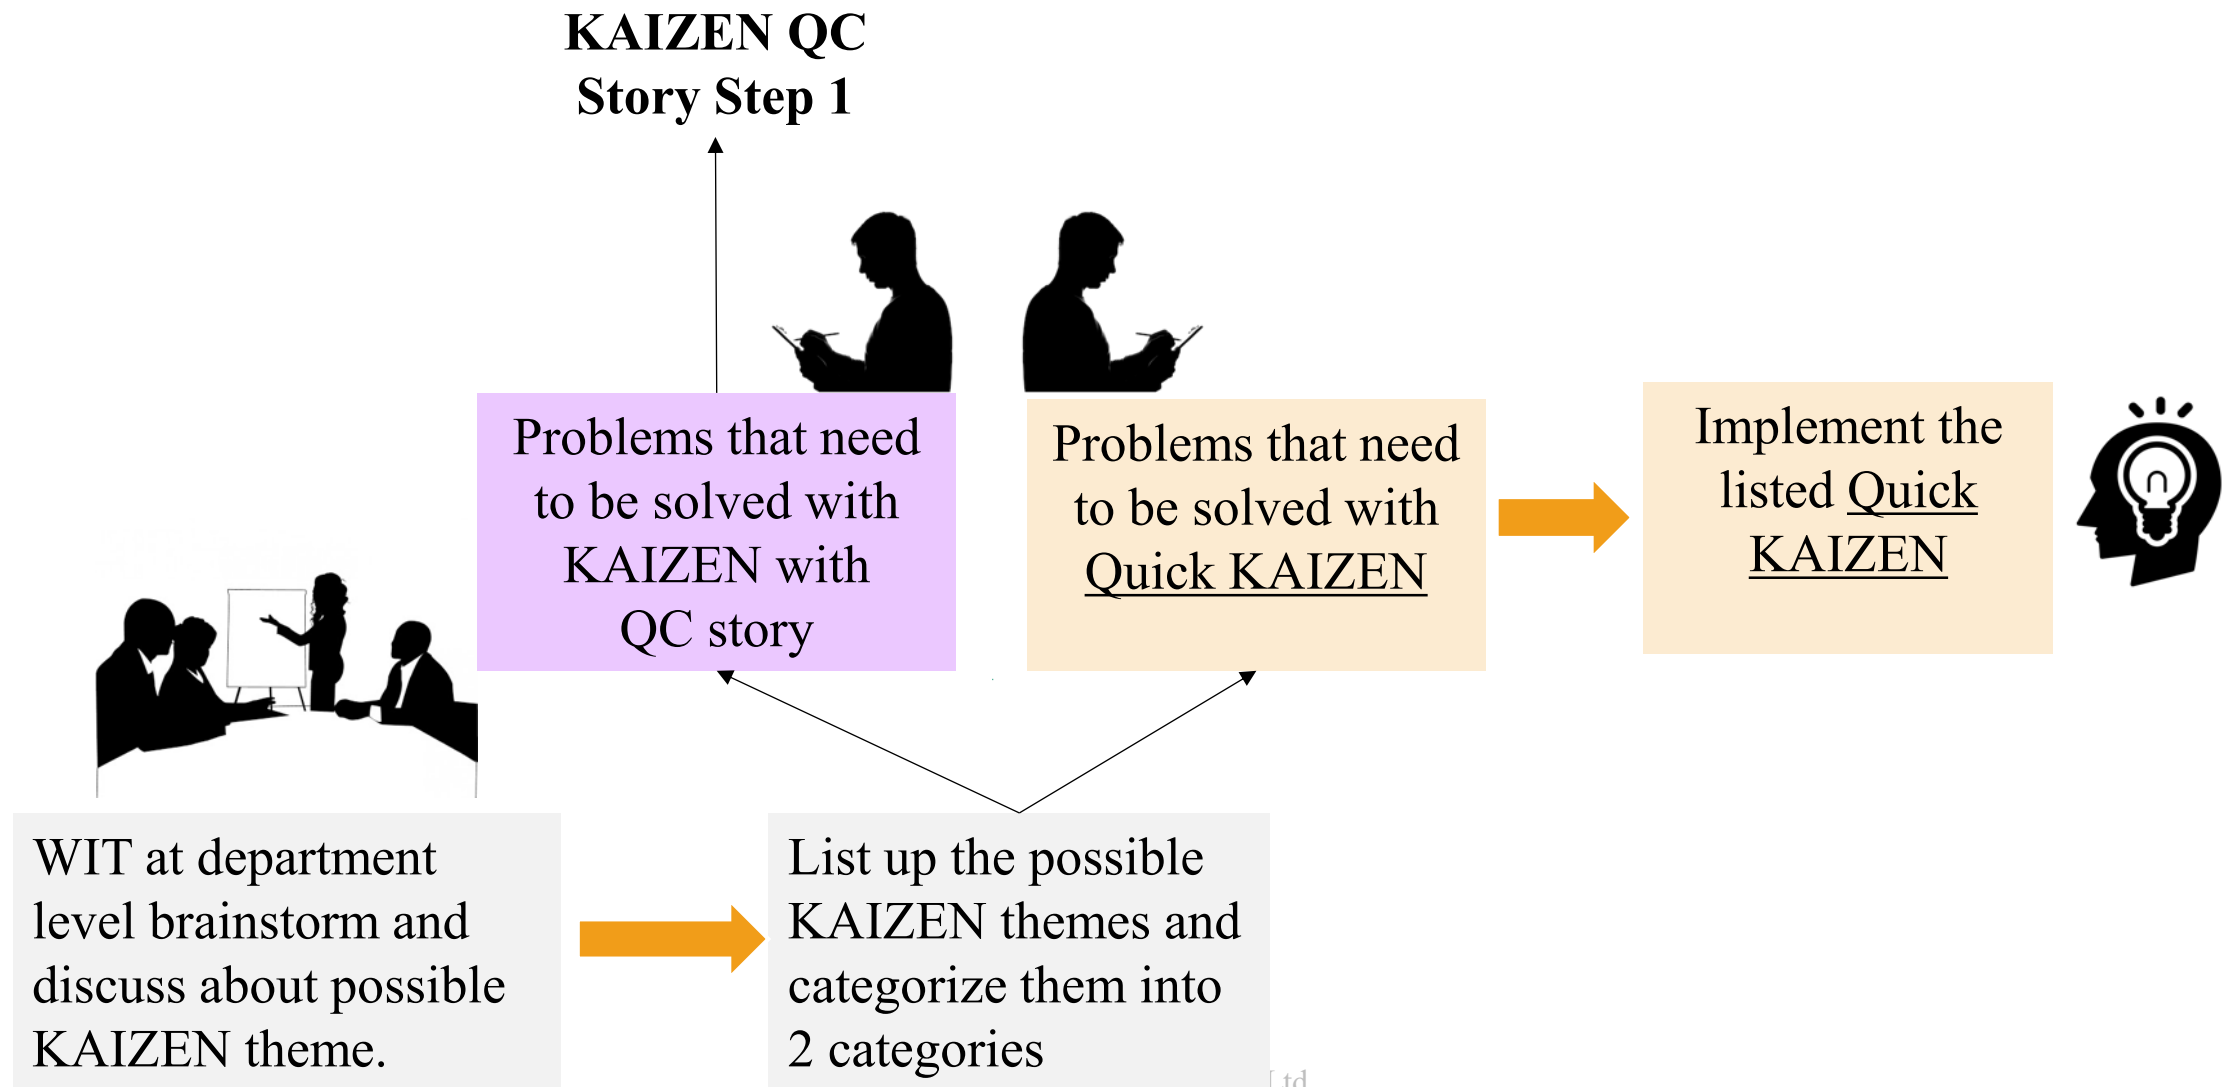 KAIZEN QC
Story Step 1
Problems that need
to be solved with
KAIZEN with
QC story
Problems that need
to be solved with
Quick KAIZEN
Implement the
listed Quick
KAIZEN
WIT at department
level brainstorm and
discuss about possible
KAIZEN theme.
List up the possible
KAIZEN themes and
categorize them into
2 categories
Ltd